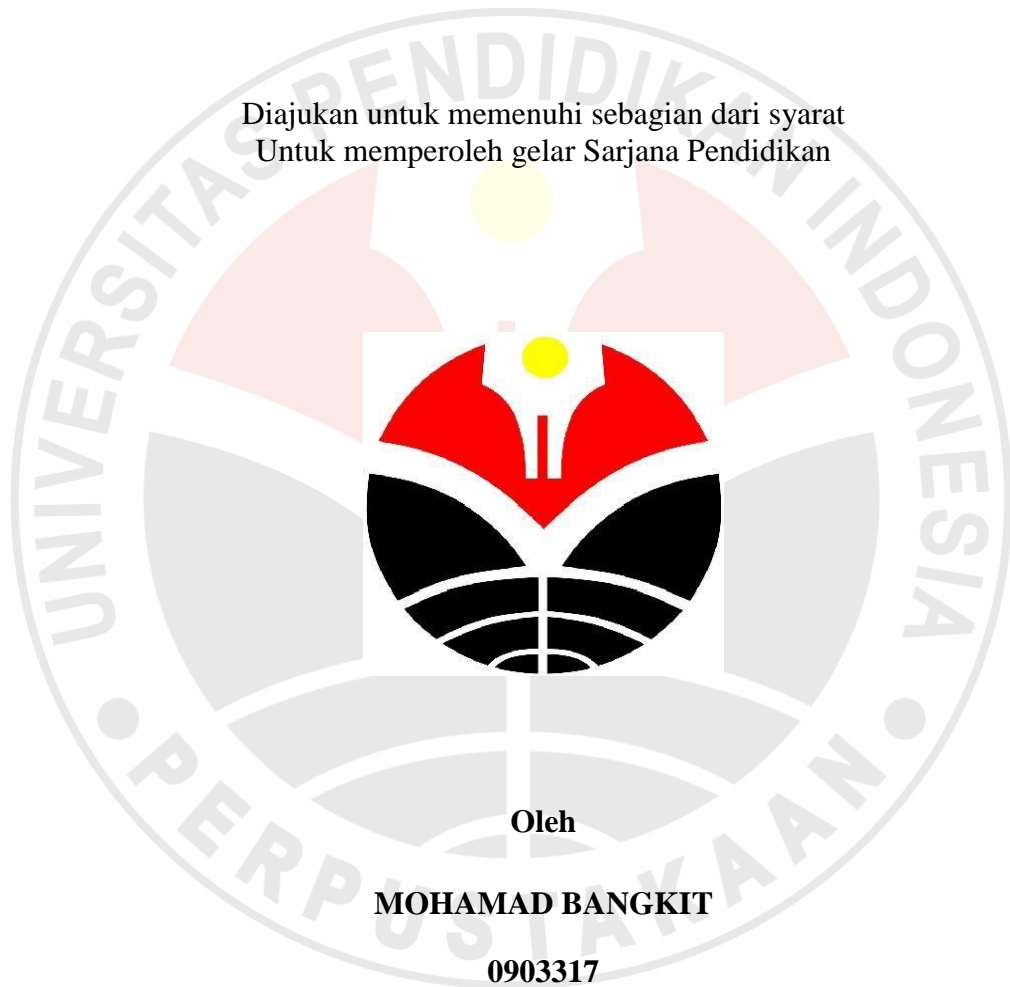 Diajukan untuk memenuhi sebagian dari syarat
Untuk memperoleh gelar Sarjana Pendidikan
UNIVERSITAS PENDIDIKAN INDONESIA
PERPUSTAKAAN
Oleh
MOHAMAD BANGKIT
0903317